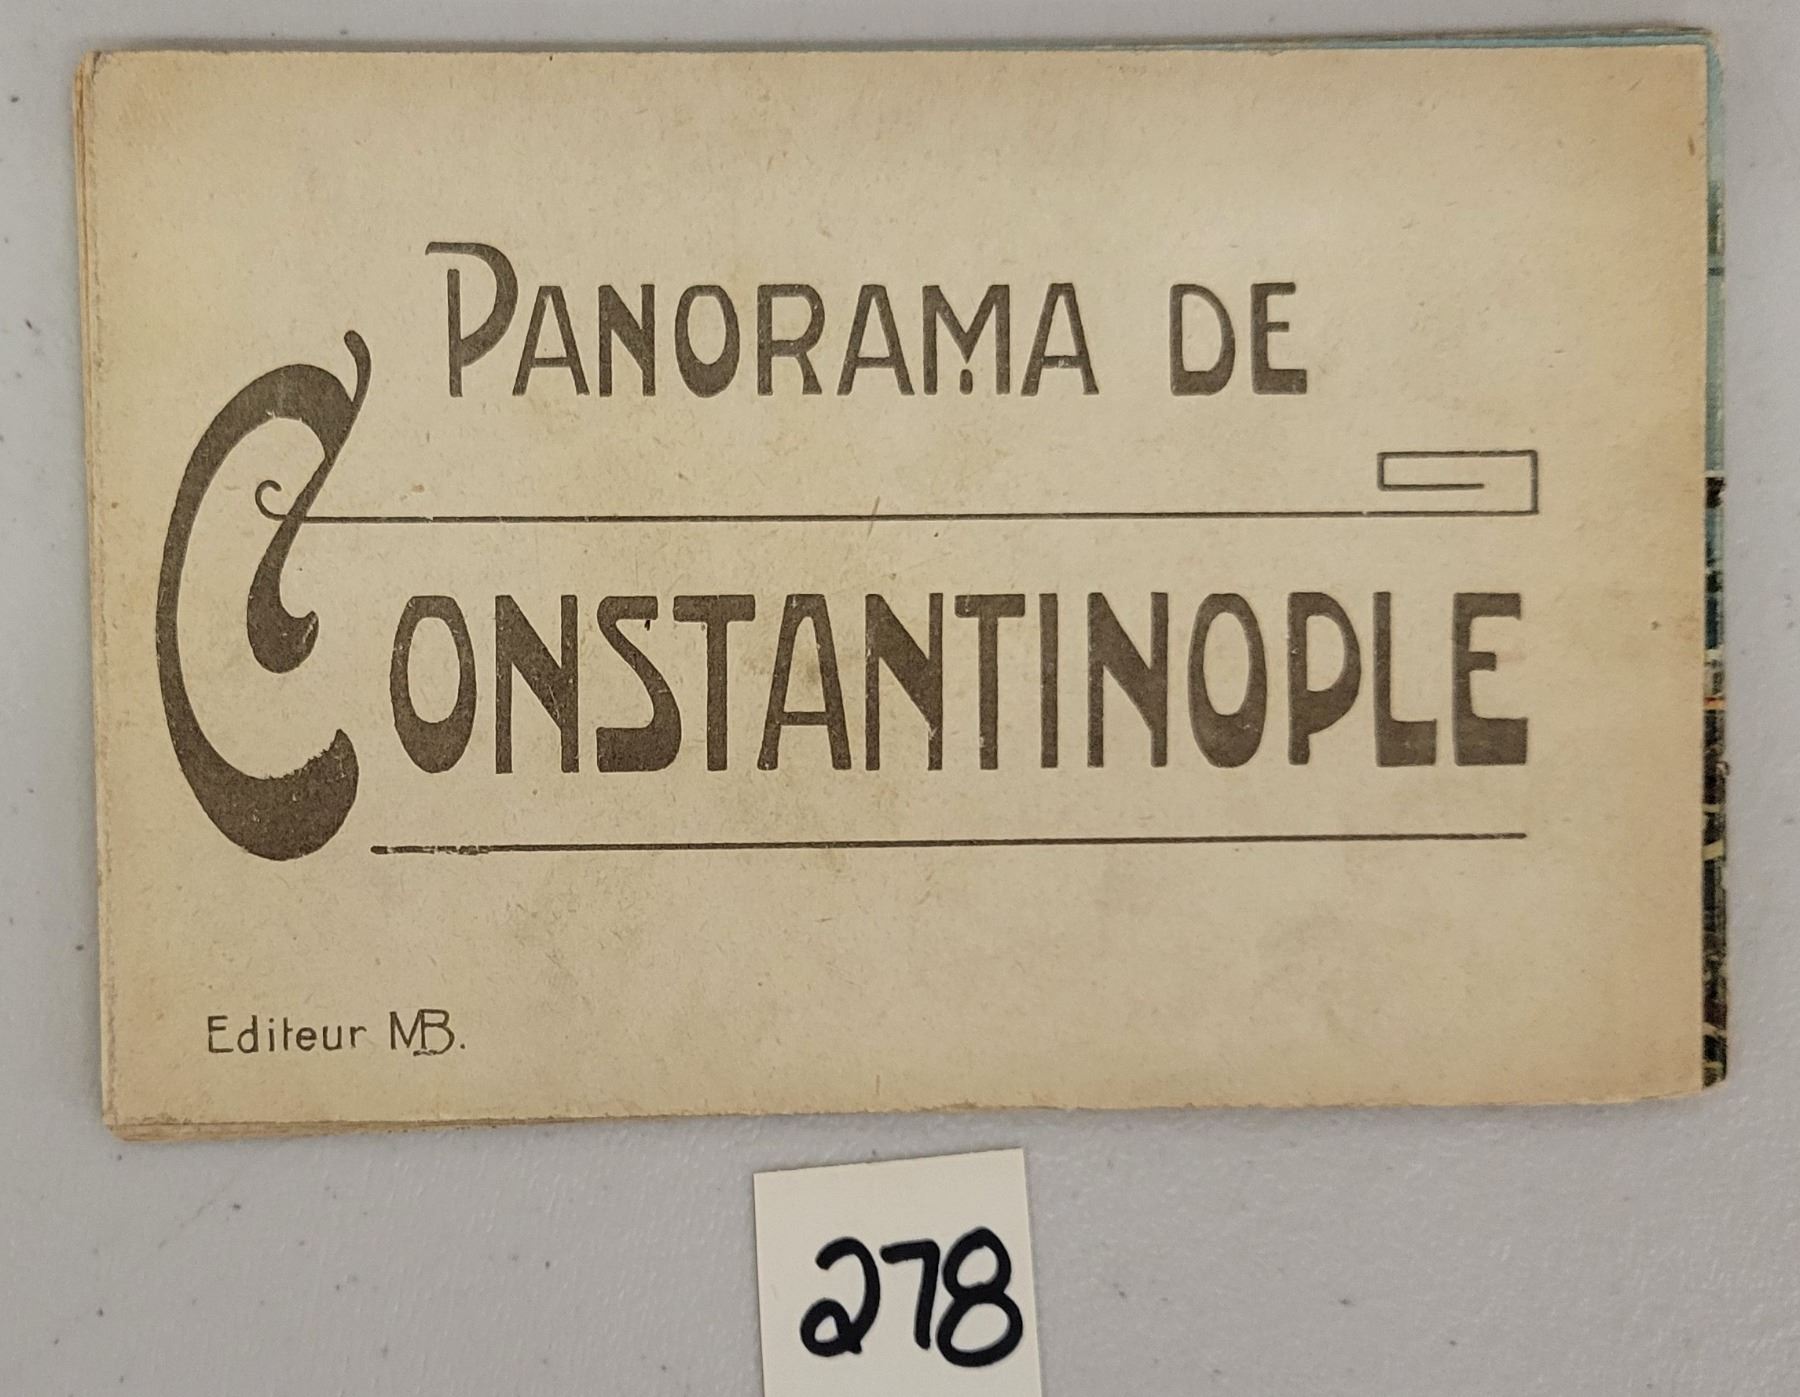 PANORAMA DE
CONSTANTINOPLE
Editeur MB.
278